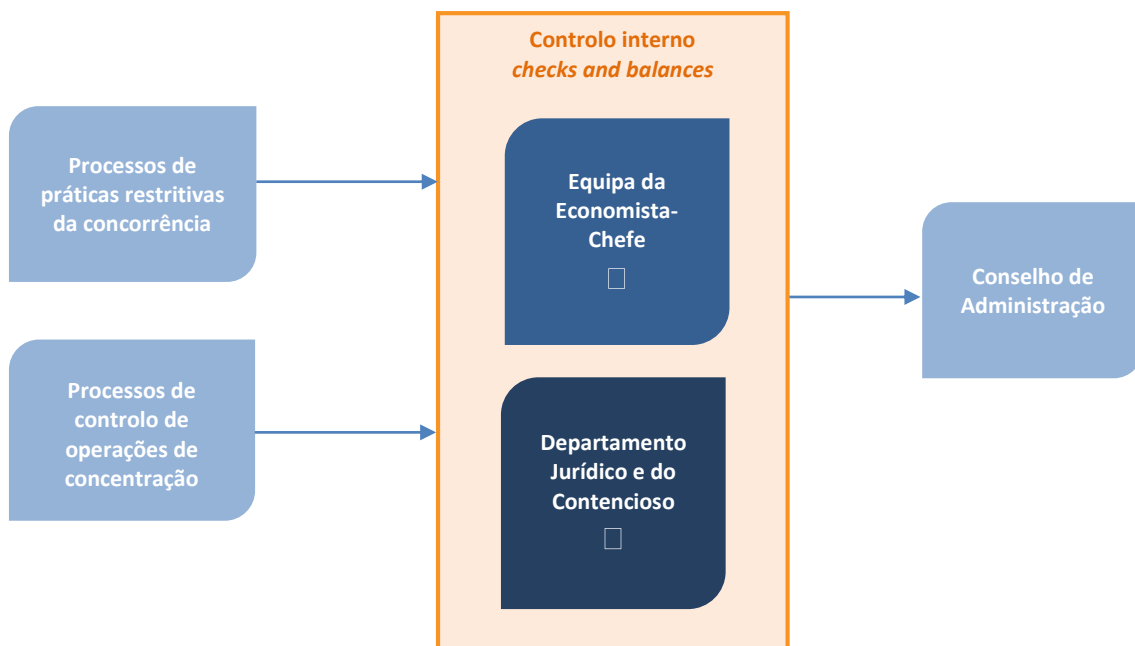 Controlo interno
checks and balances
Processos de
práticas restritivas
da concorrência
Processos de
controlo de
operações de
concentração
Equipa da
Economista-
Chefe
Departamento
Jurídico e do
Contencioso
Conselho de
Administração